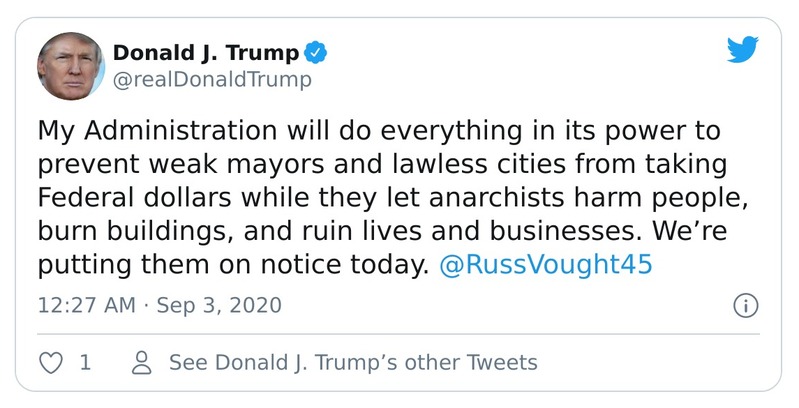 Donald J. Trump
@realDonaldTrump
My Administration will do everything in its power to
prevent weak mayors and lawless cities from taking
Federal dollars while they let anarchists harm people,
burn buildings, and ruin lives and businesses. We’re
putting them on notice today. @RussVought45
12:27 AM · Sep 3, 2020
1 See Donald J. Trump’s other Tweets